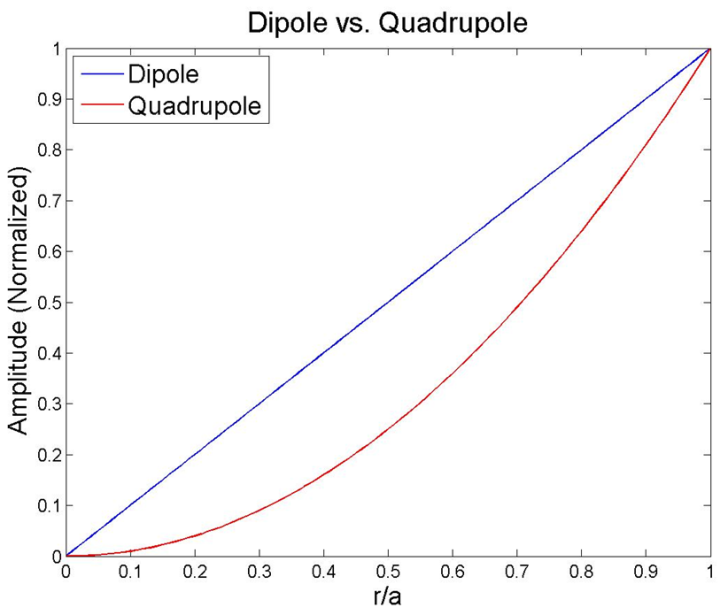 Dipole vs. Quadrupole
Dipole
Quadrupole
Amplitude (Normalized)
1
0.9
0.8
0.7
0.6
0.5
0.4
0.3
0.2
0.1
0
0 0.1 0.2 0.3 0.4 0.5 0.6 0.7 0.8 0.9 1
r/a